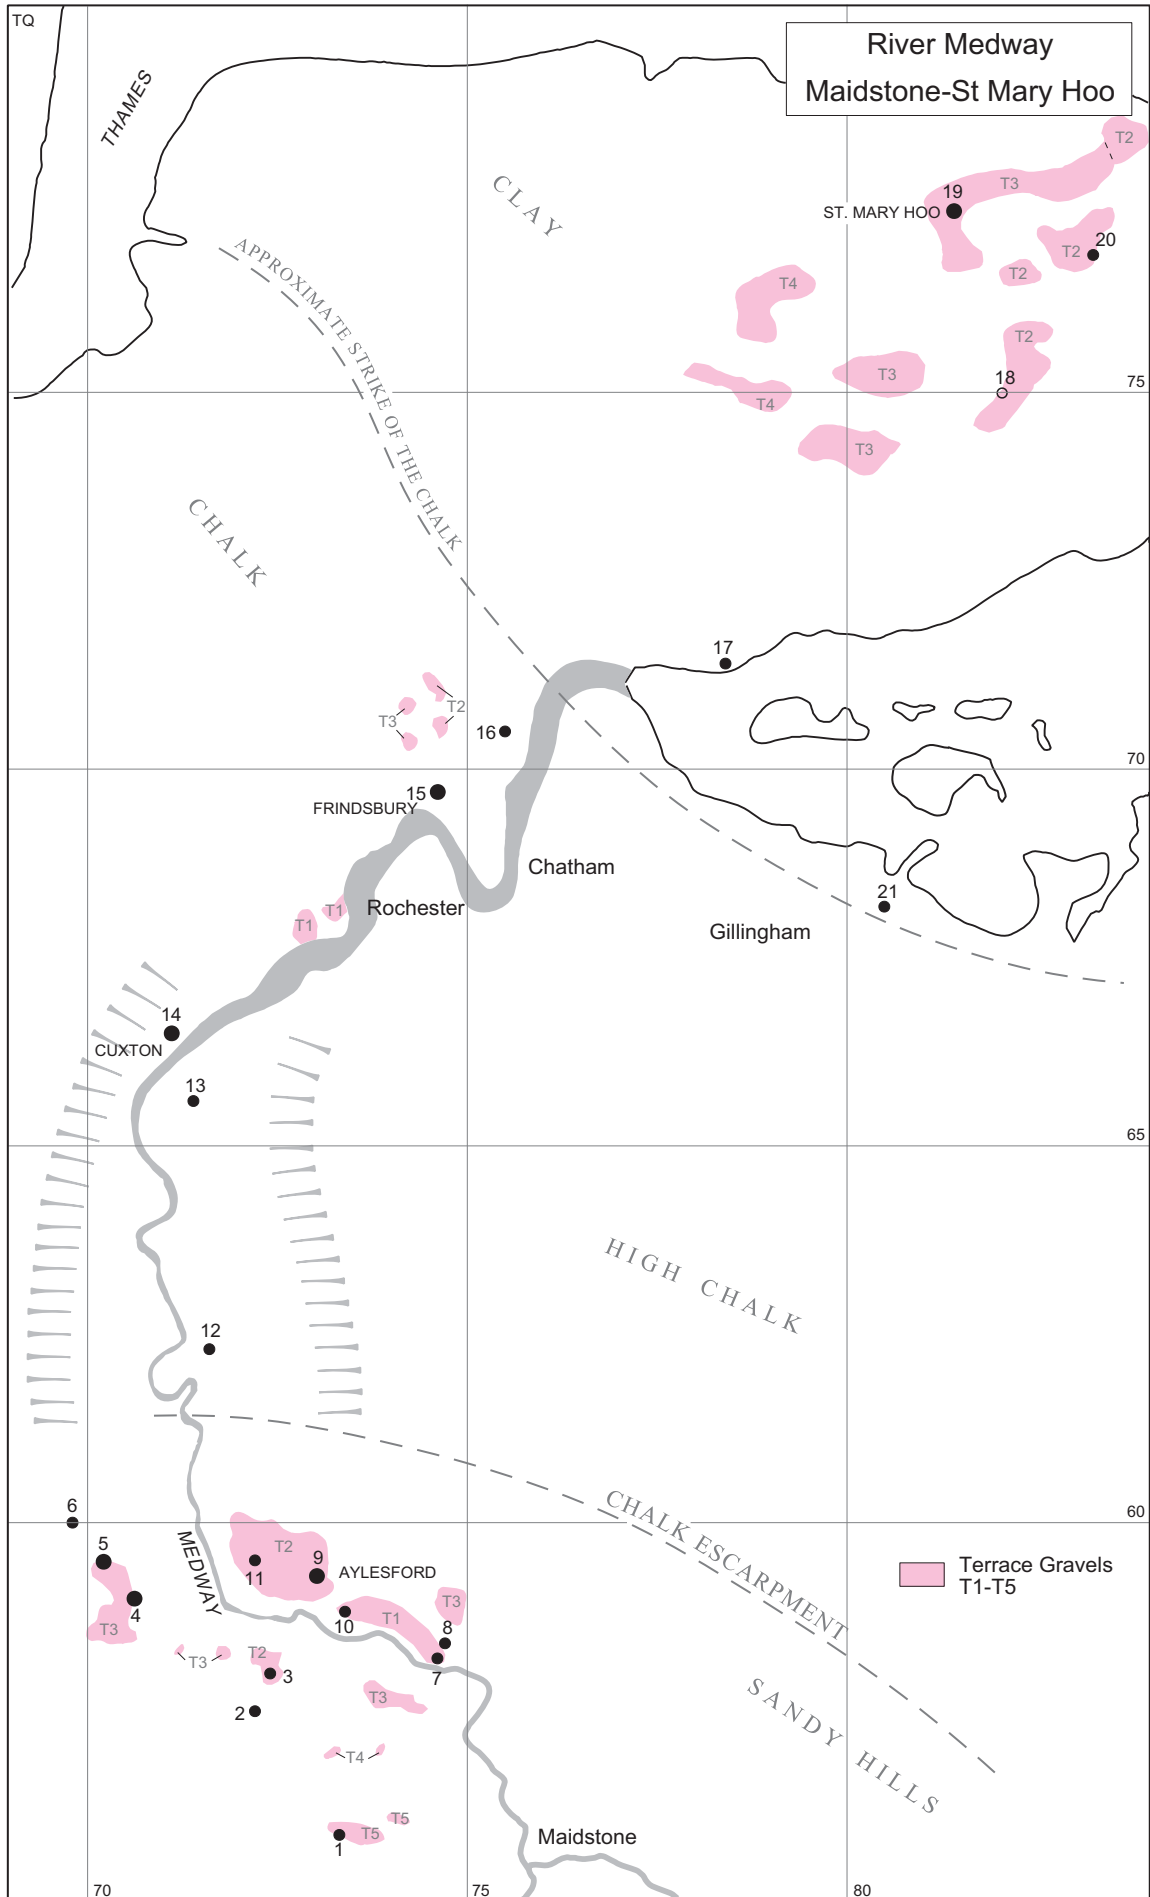 TQ
River Medway
Maidstone-St Mary Hoo
THAMES
T2
CLAY
T3
19
ST. MARY HOO
20
T2
APPROXIMATE STRIKE OF THE CHALK
T2
T4
T2
T3
18
75
T4
T3
CHALK
17
T2
T3
16
70
15
FRINDSBURY
Chatham
21
T1
Rochester
T1
Gillingham
14
CUXTON
13
65
HIGH CHALK
12
6
60
CHALK ESCARPMENT
5
MEDWAY
T2
9
11
AYLESFORD
Terrace Gravels
T1-T5
4
T3
10
T1
T3
8
T3
T2
3
7
2
T3
SANDY HILLS
T4
T5
T5
1
Maidstone
70
75
80